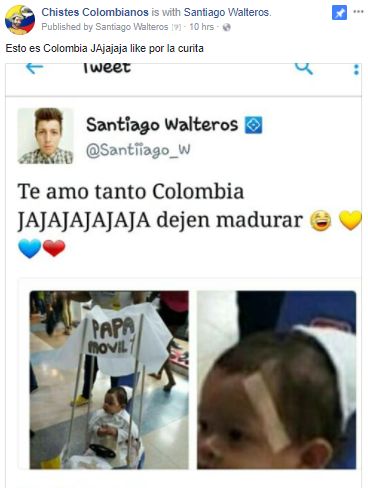 Chistes Colombianos is with Santiago Walteros.
Published by Santiago Walteros [?] · 10 hrs ·
Esto es Colombia JAjajaja like por la curita
Tweet
Santiago Walteros
@Santiiago_W
Te amo tanto Colombia
JAJAJAJAJAJA dejen madurar 😂 💛
💙❤
PAPA
MOVIL